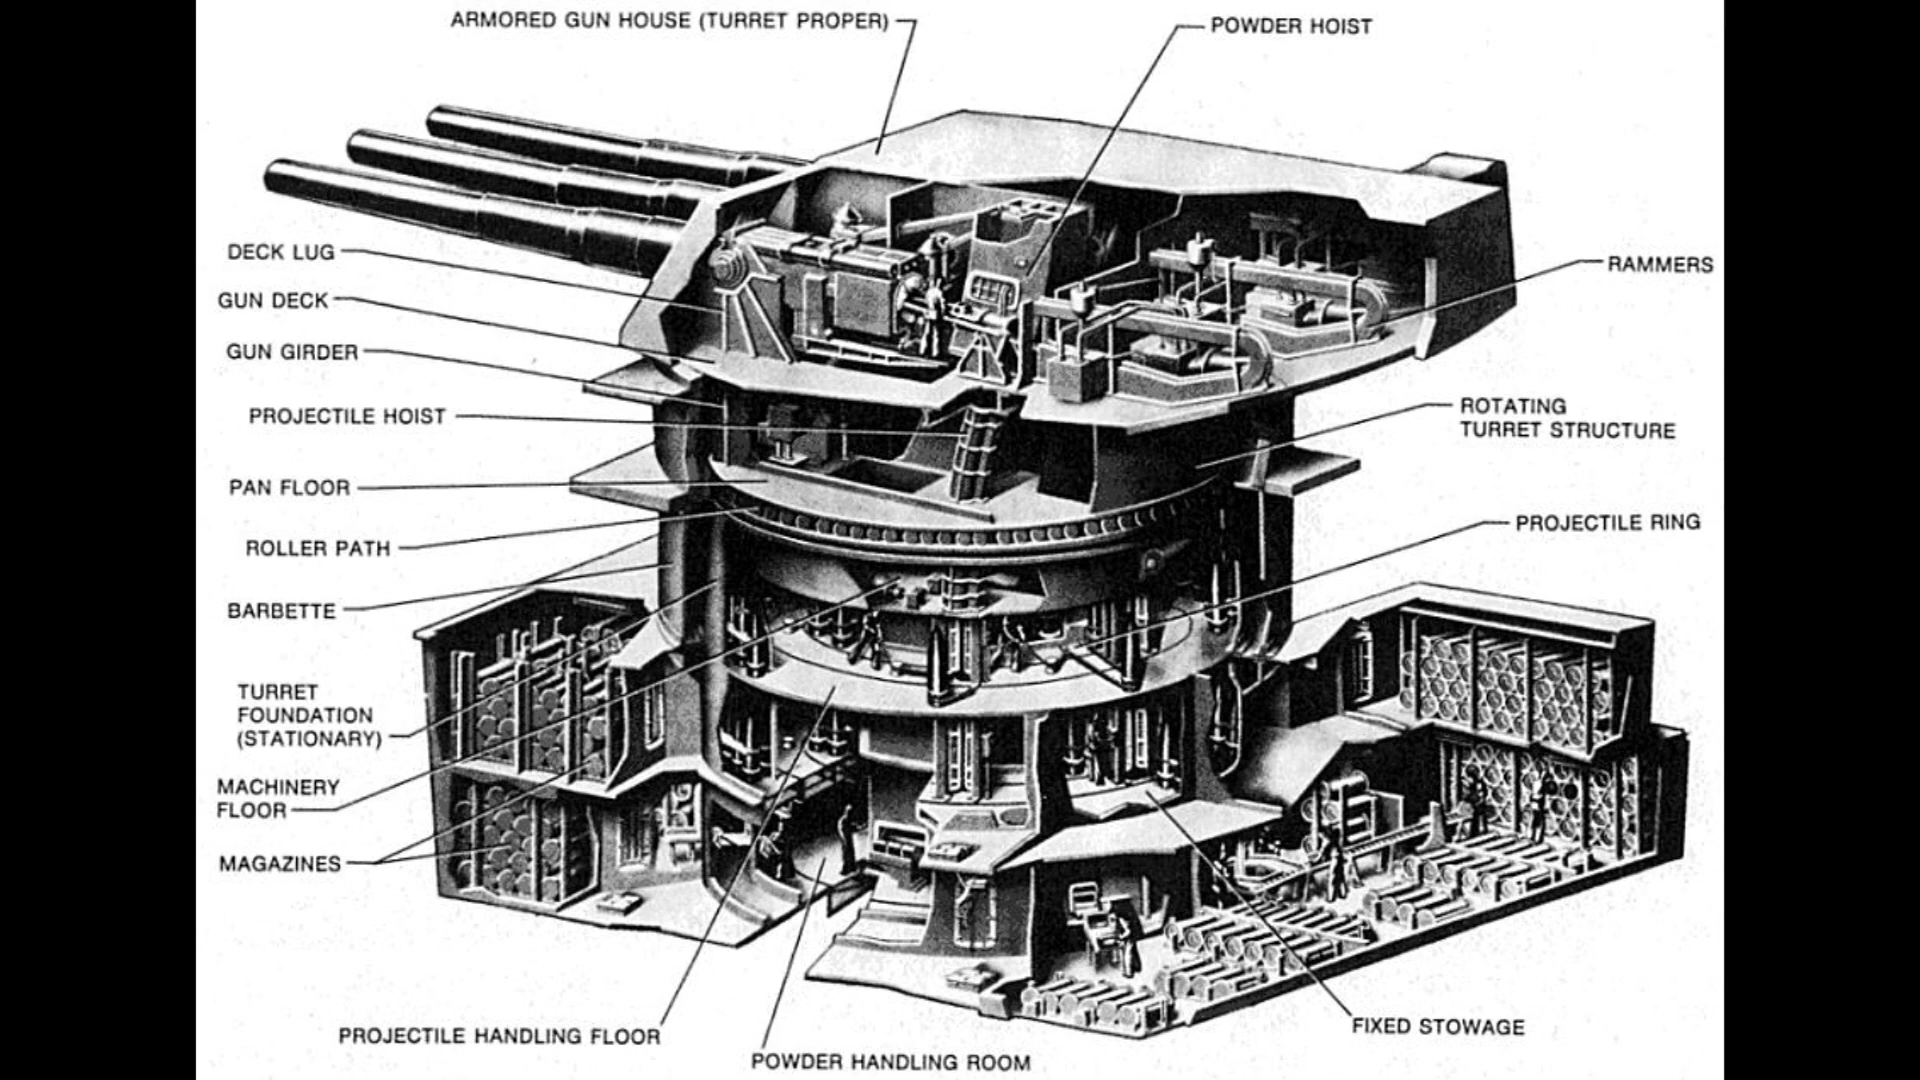 ARMORED GUN HOUSE (TURRET PROPER)
POWDER HOIST
DECK LUG
RAMMERS
GUN DECK
GUN GIRDER
PROJECTILE HOIST
ROTATING
TURRET STRUCTURE
PAN FLOOR
PROJECTILE RING
ROLLER PATH
BARBETTE
TURRET
FOUNDATION
(STATIONARY)
MACHINERY
FLOOR
MAGAZINES
PROJECTILE HANDLING FLOOR
FIXED STOWAGE
POWDER HANDLING ROOM